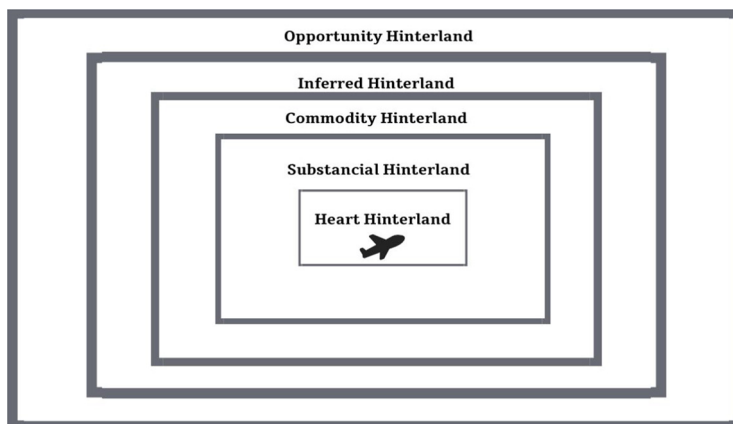 Opportunity Hinterland
Inferred Hinterland
Commodity Hinterland
Substancial Hinterland
Heart Hinterland